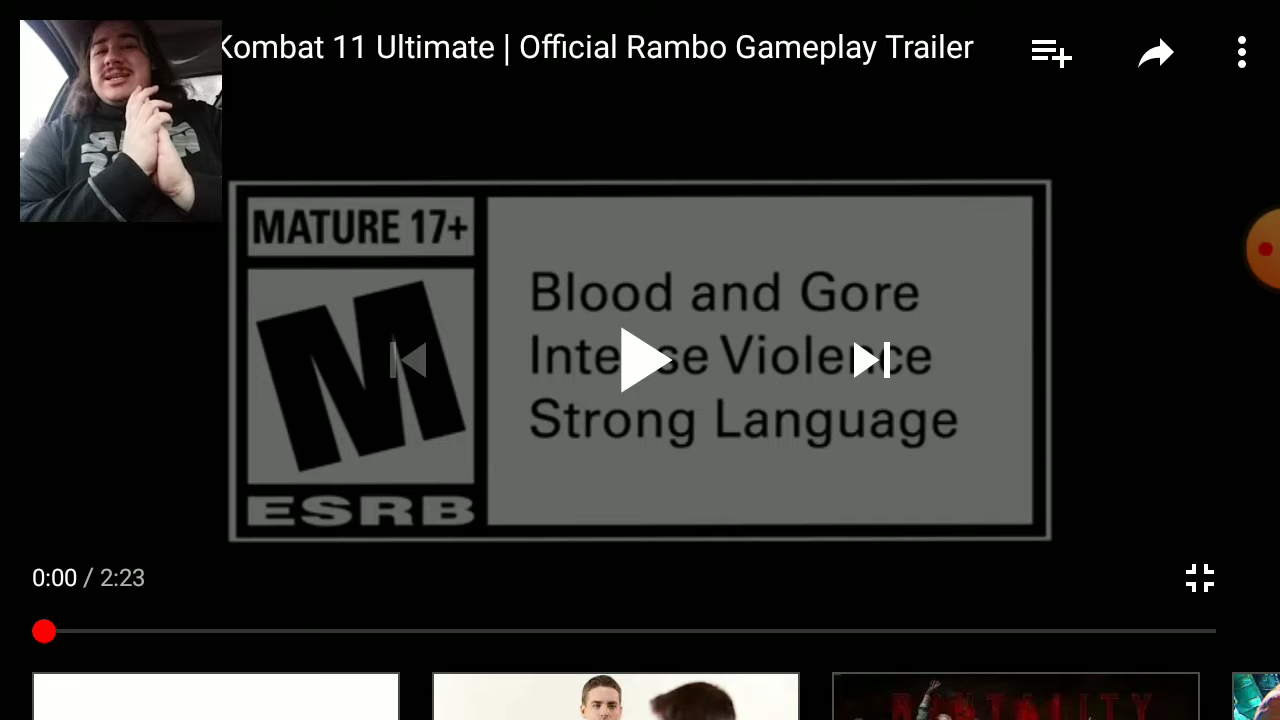 Kombat 11 Ultimate | Official Rambo Gameplay Trailer
MATURE 17+
M
ESRB
Blood and Gore
Intense Violence
Strong Language
0:00 / 2:23
BRUTALITY